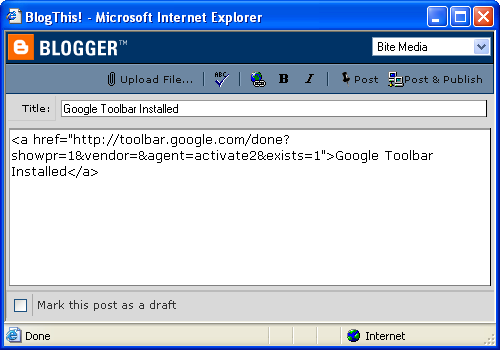 BlogThis! - Microsoft Internet Explorer
BLOGGER™
Bite Media
Upload File... ABC B I Post Post & Publish
Title: Google Toolbar Installed
<a href="http://toolbar.google.com/done?
showpr=1&vendor=&agent=activate2&exists=1">Google Toolbar
Installed</a>
Mark this post as a draft
Done Internet